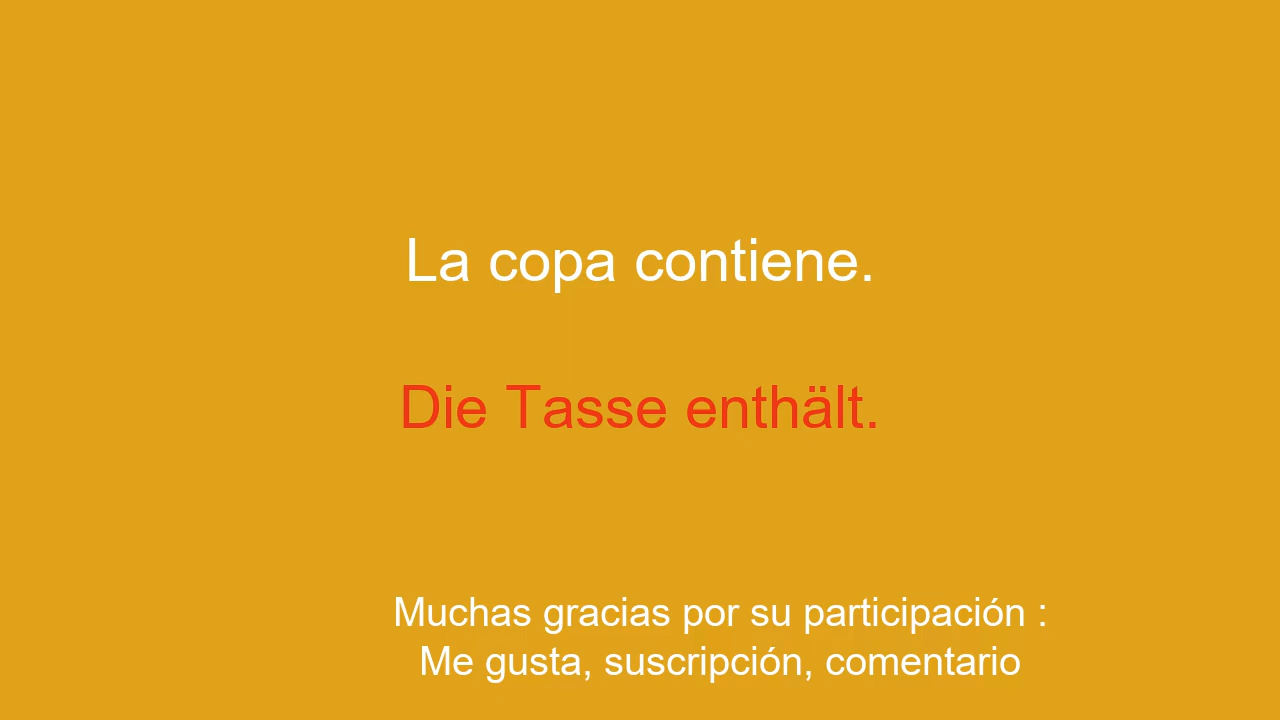 La copa contiene.
Die Tasse enthält.
Muchas gracias por su participación :
Me gusta, suscripción, comentario